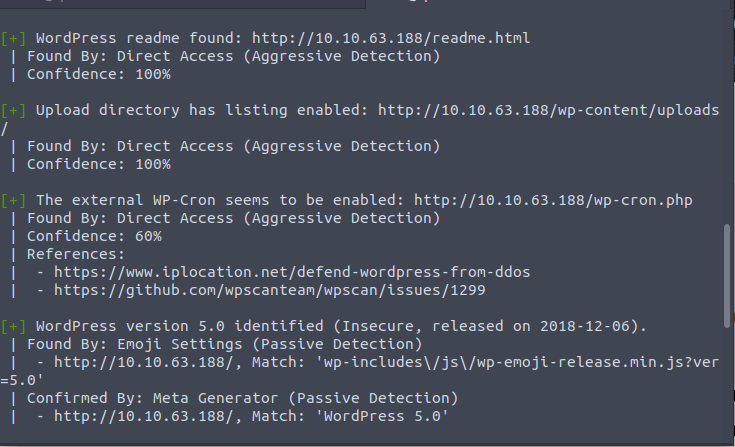 [+] WordPress readme found: http://10.10.63.188/readme.html
| Found By: Direct Access (Aggressive Detection)
| Confidence: 100%
[+] Upload directory has listing enabled: http://10.10.63.188/wp-content/uploads
/
| Found By: Direct Access (Aggressive Detection)
| Confidence: 100%
[+] The external WP-Cron seems to be enabled: http://10.10.63.188/wp-cron.php
| Found By: Direct Access (Aggressive Detection)
| Confidence: 60%
| References:
|  - https://www.iplocation.net/defend-wordpress-from-ddos
|  - https://github.com/wpscanteam/wpscan/issues/1299
[+] WordPress version 5.0 identified (Insecure, released on 2018-12-06).
| Found By: Emoji Settings (Passive Detection)
|  - http://10.10.63.188/, Match: 'wp-includes\/js\/wp-emoji-release.min.js?ver
=5.0'
| Confirmed By: Meta Generator (Passive Detection)
|  - http://10.10.63.188/, Match: 'WordPress 5.0'